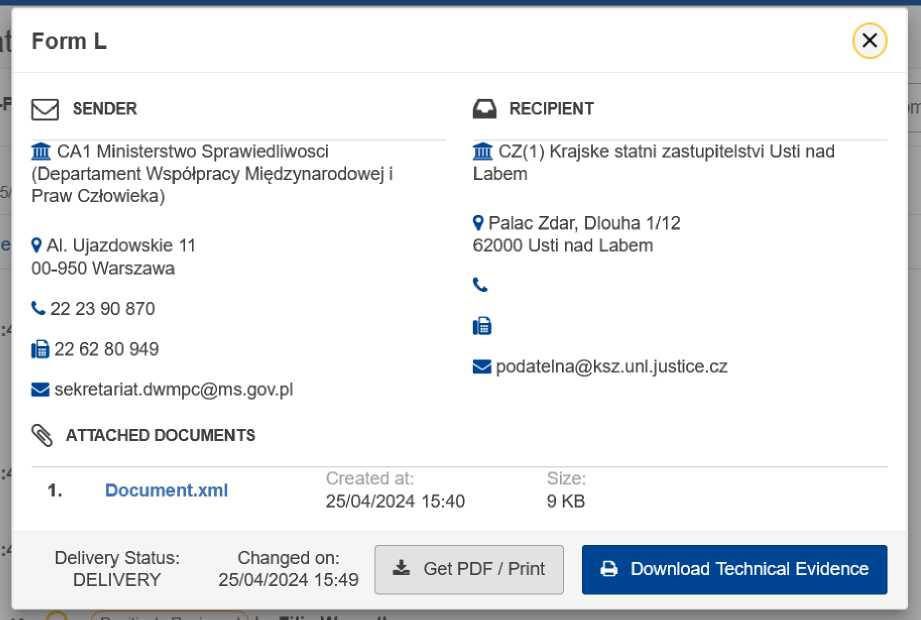 Form L
SENDER
CA1 Ministerstwo Sprawiedliwosci
(Departament Współpracy Międzynarodowej i
Praw Człowieka)
Al. Ujazdowskie 11
00-950 Warszawa
22 23 90 870
22 62 80 949
sekretariat.dwmpc@ms.gov.pl
RECIPIENT
CZ(1) Krajske statni zastupitelstvi Usti nad
Labem
Palac Zdar, Dlouha 1/12
62000 Usti nad Labem
podatelna@ksz.unl.justice.cz
ATTACHED DOCUMENTS
1. Document.xml
Created at:
25/04/2024 15:40
Size:
9 KB
Delivery Status:
DELIVERY
Changed on:
25/04/2024 15:49
Get PDF / Print
Download Technical Evidence